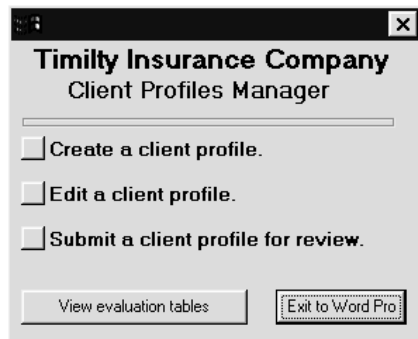 Timilty Insurance Company
Client Profiles Manager
Create a client profile.
Edit a client profile.
Submit a client profile for review.
View evaluation tables
Exit to Word Pro